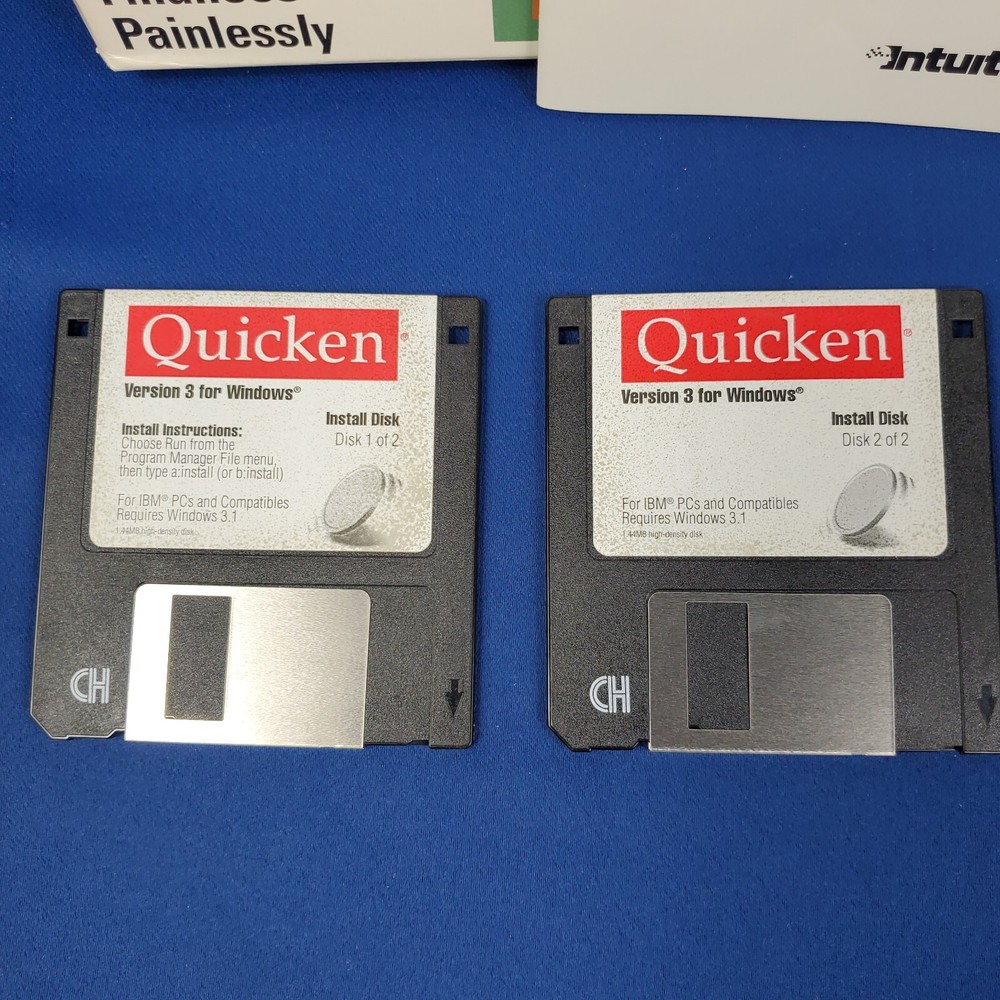 Finances
Painlessly
Intuit
Quicken®
Version 3 for Windows®
Install Disk
Disk 1 of 2
Install Instructions:
Choose Run from the
Program Manager File menu,
then type a:install (or b:install)
For IBM® PCs and Compatibles
Requires Windows 3.1
1.44MB high-density disk
CH
Quicken®
Version 3 for Windows®
Install Disk
Disk 2 of 2
For IBM® PCs and Compatibles
Requires Windows 3.1
1.44MB high-density disk
CH